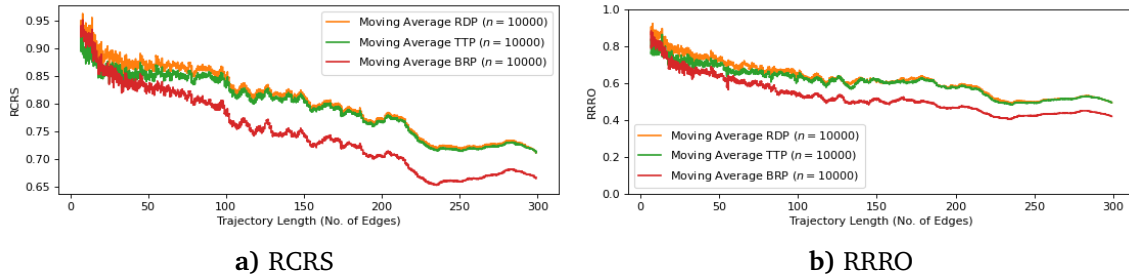 0.95
0.90
0.85
0.80
0.75
0.70
0.65
RCRS
Moving Average RDP (n = 10000)
Moving Average TTP (n = 10000)
Moving Average BRP (n = 10000)
0 50 100 150 200 250 300
Trajectory Length (No. of Edges)
a) RCRS
1.0
0.8
0.6
0.4
0.2
0.0
RRRO
Moving Average RDP (n = 10000)
Moving Average TTP (n = 10000)
Moving Average BRP (n = 10000)
0 50 100 150 200 250 300
Trajectory Length (No. of Edges)
b) RRRO